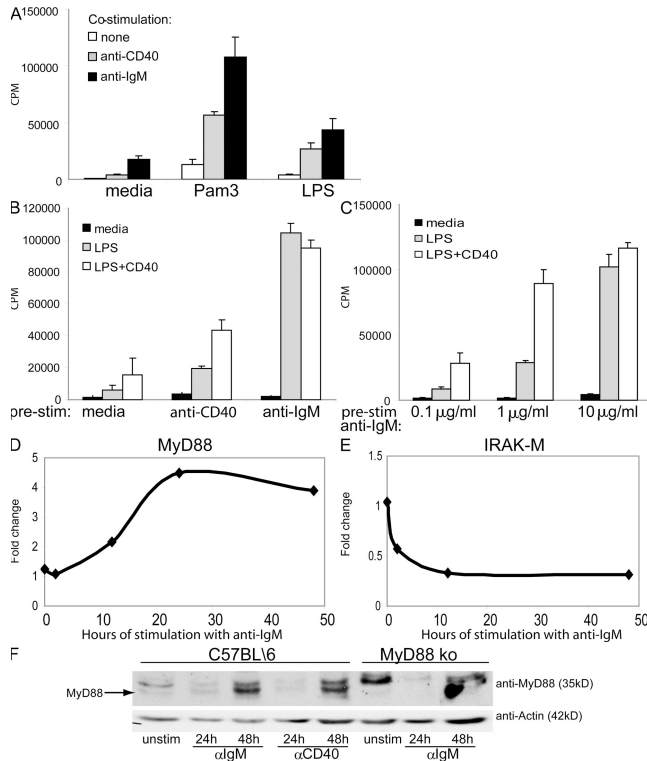 A
150000
100000
50000
0
CPM
Co-stimulation:
none
anti-CD40
anti-IgM
media Pam3 LPS
B
120000
100000
80000
60000
40000
20000
0
CPM
media
LPS
LPS+CD40
pre-stim: media anti-CD40 anti-IgM
C
150000
100000
50000
0
CPM
media
LPS
LPS+CD40
pre-stim
anti-IgM: 0.1 µg/ml 1 µg/ml 10 µg/ml
D MyD88
5
4
3
2
1
0
Fold change
0 10 20 30 40 50
Hours of stimulation with anti-IgM
E IRAK-M
1.5
1
0.5
0
Fold change
0 10 20 30 40 50
Hours of stimulation with anti-IgM
F
C57BL\6 MyD88 ko
MyD88
anti-MyD88 (35kD)
anti-Actin (42kD)
unstim 24h 48h 24h 48h unstim 24h 48h
αIgM αCD40 αIgM